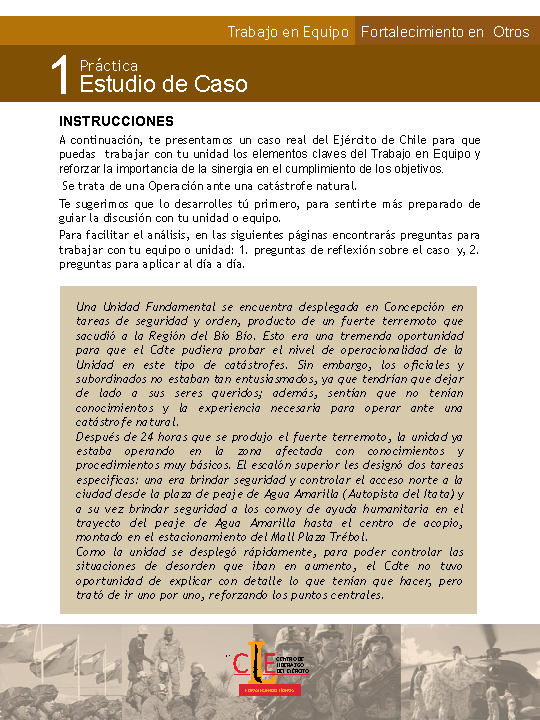 Trabajo en Equipo Fortalecimiento en Otros
1 Práctica
Estudio de Caso
INSTRUCCIONES
A continuación, te presentamos un caso real del Ejército de Chile para que
puedas trabajar con tu unidad los elementos claves del Trabajo en Equipo y
reforzar la importancia de la sinergia en el cumplimiento de los objetivos.
Se trata de una Operación ante una catástrofe natural.
Te sugerimos que lo desarrolles tú primero, para sentirte más preparado de
guiar la discusión con tu unidad o equipo.
Para facilitar el análisis, en las siguientes páginas encontrarás preguntas para
trabajar con tu equipo o unidad: 1. preguntas de reflexión sobre el caso y, 2.
preguntas para aplicar al día a día.
Una Unidad Fundamental se encuentra desplegada en Concepción en
tareas de seguridad y orden, producto de un fuerte terremoto que
sacudió a la Región del Bío Bío. Esto era una tremenda oportunidad
para que el Cdte pudiera probar el nivel de operacionalidad de la
Unidad en este tipo de catástrofes. Sin embargo, los oficiales y
subordinados no estaban tan entusiasmados, ya que tendrían que dejar
de lado a sus seres queridos; además, sentían que no tenían
conocimientos y la experiencia necesaria para operar ante una
catástrofe natural.
Después de 24 horas que se produjo el fuerte terremoto, la unidad ya
estaba operando en la zona afectada con conocimientos y
procedimientos muy básicos. El escalón superior les designó dos tareas
específicas: una era brindar seguridad y controlar el acceso norte a la
ciudad desde la plaza de peaje de Agua Amarilla (Autopista del Itata) y
a su vez brindar seguridad a los convoy de ayuda humanitaria en el
trayecto del peaje de Agua Amarilla hasta el centro de acopio,
montado en el estacionamiento del Mall Plaza Trébol.
Como la unidad se desplegó rápidamente, para poder controlar las
situaciones de desorden que iban en aumento, el Cdte no tuvo
oportunidad de explicar con detalle lo que tenían que hacer, pero
trató de ir uno por uno, reforzando los puntos centrales.
CLE
CENTRO DE
LIDERAZGO
DEL EJÉRCITO